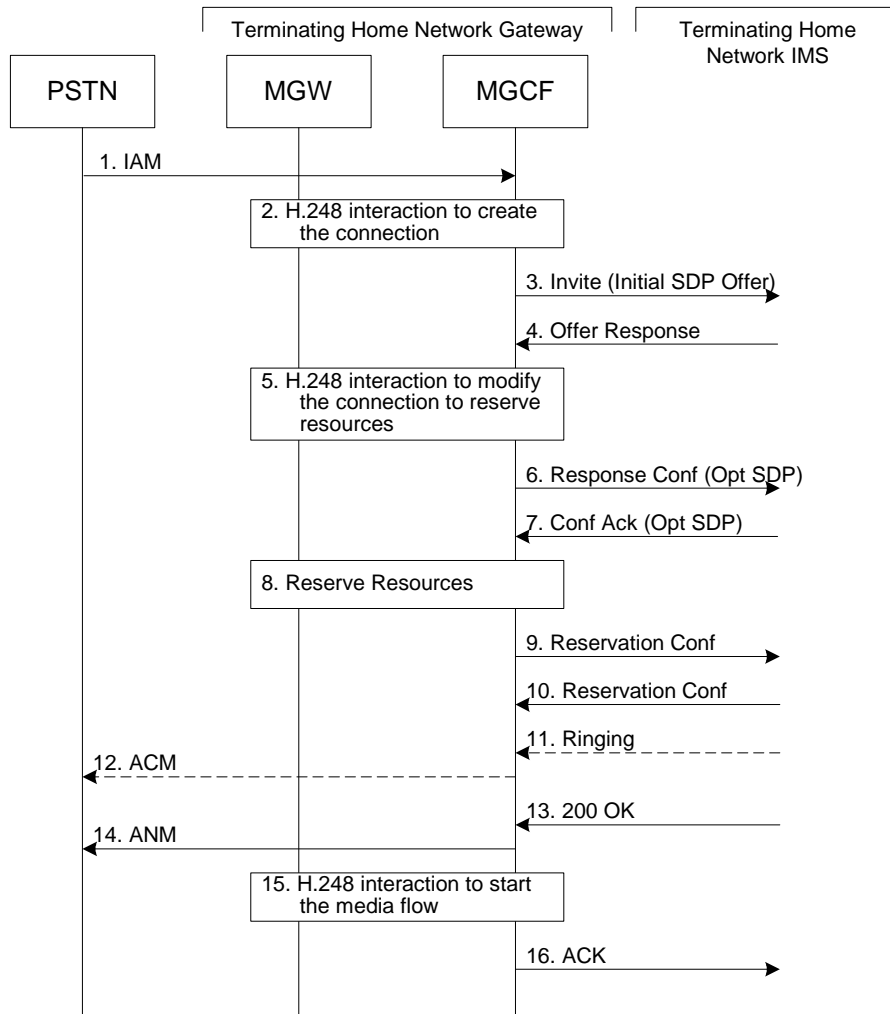 Terminating Home Network Gateway
Terminating Home
Network IMS
PSTN
MGW
MGCF
1. IAM
2. H.248 interaction to create
the connection
3. Invite (Initial SDP Offer)
4. Offer Response
5. H.248 interaction to modify
the connection to reserve
resources
6. Response Conf (Opt SDP)
7. Conf Ack (Opt SDP)
8. Reserve Resources
9. Reservation Conf
10. Reservation Conf
11. Ringing
12. ACM
13. 200 OK
14. ANM
15. H.248 interaction to start
the media flow
16. ACK